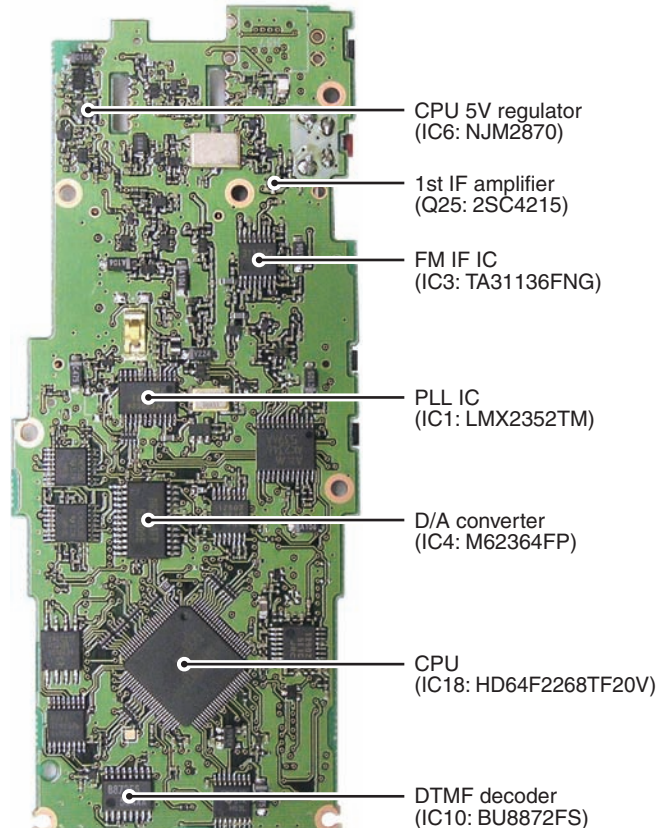 CPU 5V regulator
(IC6: NJM2870)
1st IF amplifier
(Q25: 2SC4215)
FM IF IC
(IC3: TA31136FNG)
PLL IC
(IC1: LMX2352TM)
D/A converter
(IC4: M62364FP)
CPU
(IC18: HD64F2268TF20V)
DTMF decoder
(IC10: BU8872FS)